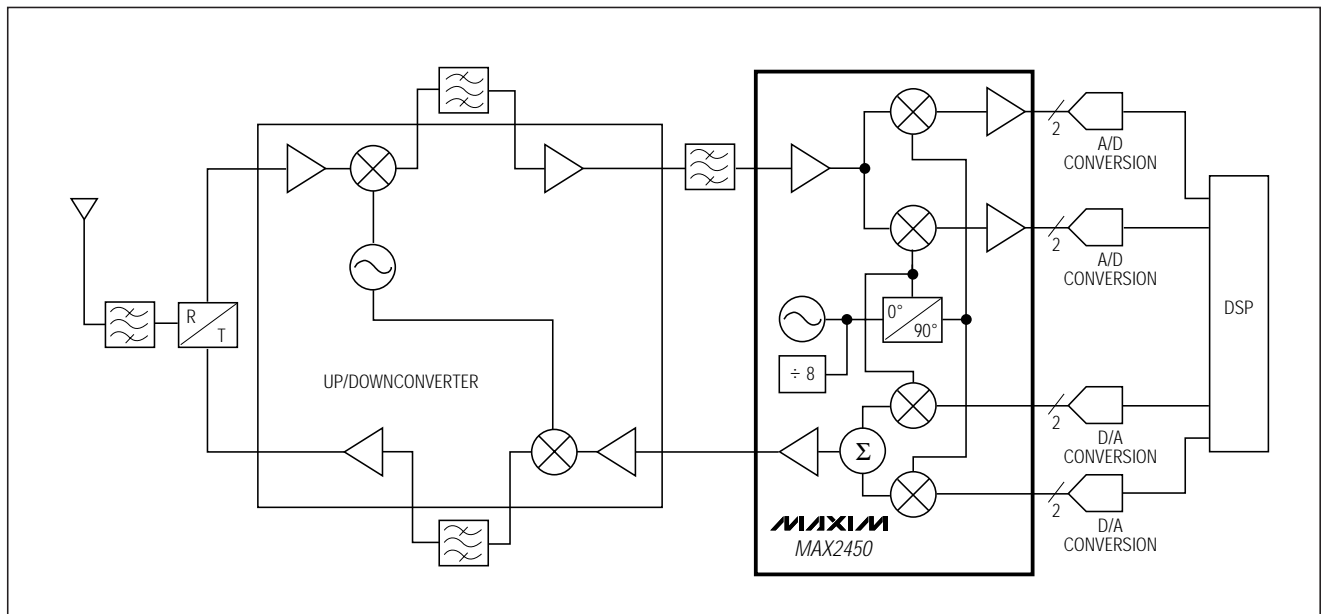 R
T
UP/DOWNCONVERTER
0°
90°
÷ 8
Σ
MAXIM
MAX2450
2
A/D
CONVERSION
2
A/D
CONVERSION
DSP
2
D/A
CONVERSION
2
D/A
CONVERSION